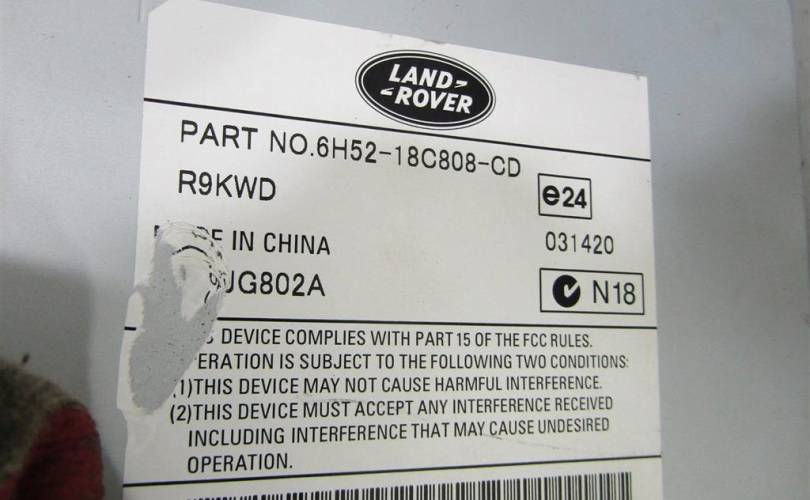 LAND-
-ROVER
PART NO.6H52-18C808-CD
R9KWD
e24
IN CHINA
031420
JG802A
N18
DEVICE COMPLIES WITH PART 15 OF THE FCC RULES.
ERATION IS SUBJECT TO THE FOLLOWING TWO CONDITIONS:
(1)THIS DEVICE MAY NOT CAUSE HARMFUL INTERFERENCE.
(2)THIS DEVICE MUST ACCEPT ANY INTERFERENCE RECEIVED
INCLUDING INTERFERENCE THAT MAY CAUSE UNDESIRED
OPERATION.